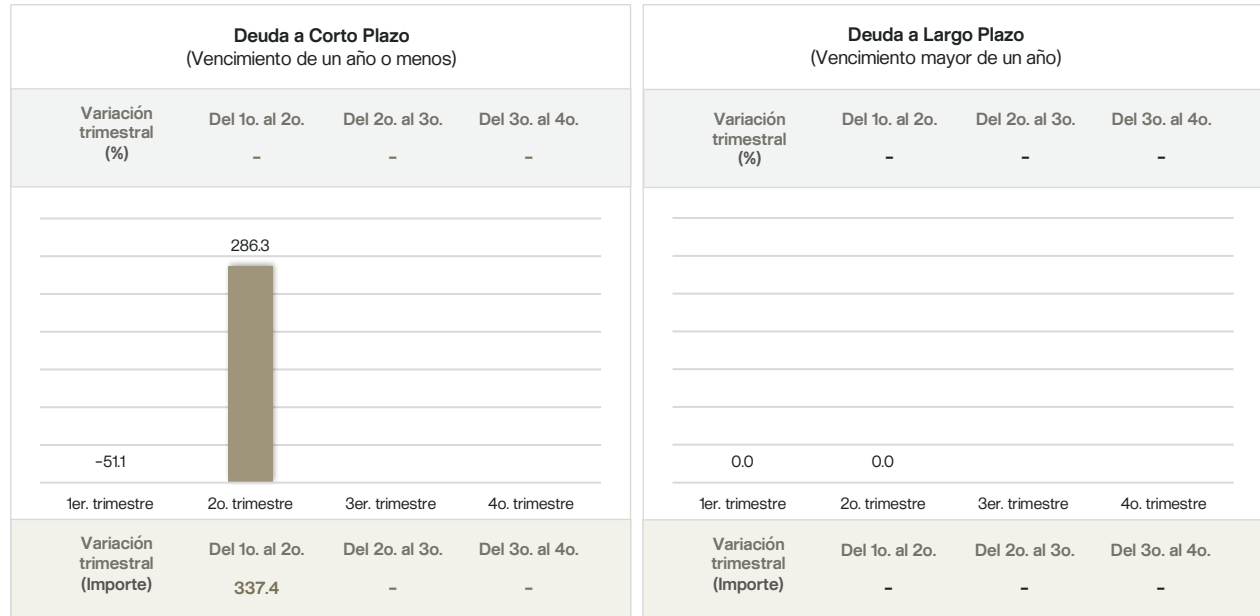 Deuda a Corto Plazo
(Vencimiento de un año o menos)
Variación
trimestral
(%)
Del 1o. al 2o.
Del 2o. al 3o.
Del 3o. al 4o.
-
-
-
286.3
-51.1
1er. trimestre
2o. trimestre
3er. trimestre
4o. trimestre
Variación
trimestral
(Importe)
Del 1o. al 2o.
Del 2o. al 3o.
Del 3o. al 4o.
337.4
-
-
Deuda a Largo Plazo
(Vencimiento mayor de un año)
Variación
trimestral
(%)
Del 1o. al 2o.
Del 2o. al 3o.
Del 3o. al 4o.
-
-
-
0.0
0.0
1er. trimestre
2o. trimestre
3er. trimestre
4o. trimestre
Variación
trimestral
(Importe)
Del 1o. al 2o.
Del 2o. al 3o.
Del 3o. al 4o.
-
-
-